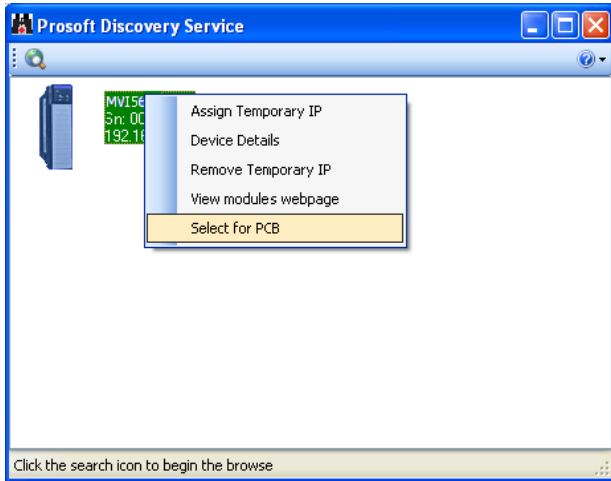 Prosoft Discovery Service
MVI56
Sn: 00
192.16
Assign Temporary IP
Device Details
Remove Temporary IP
View modules webpage
Select for PCB
Click the search icon to begin the browse